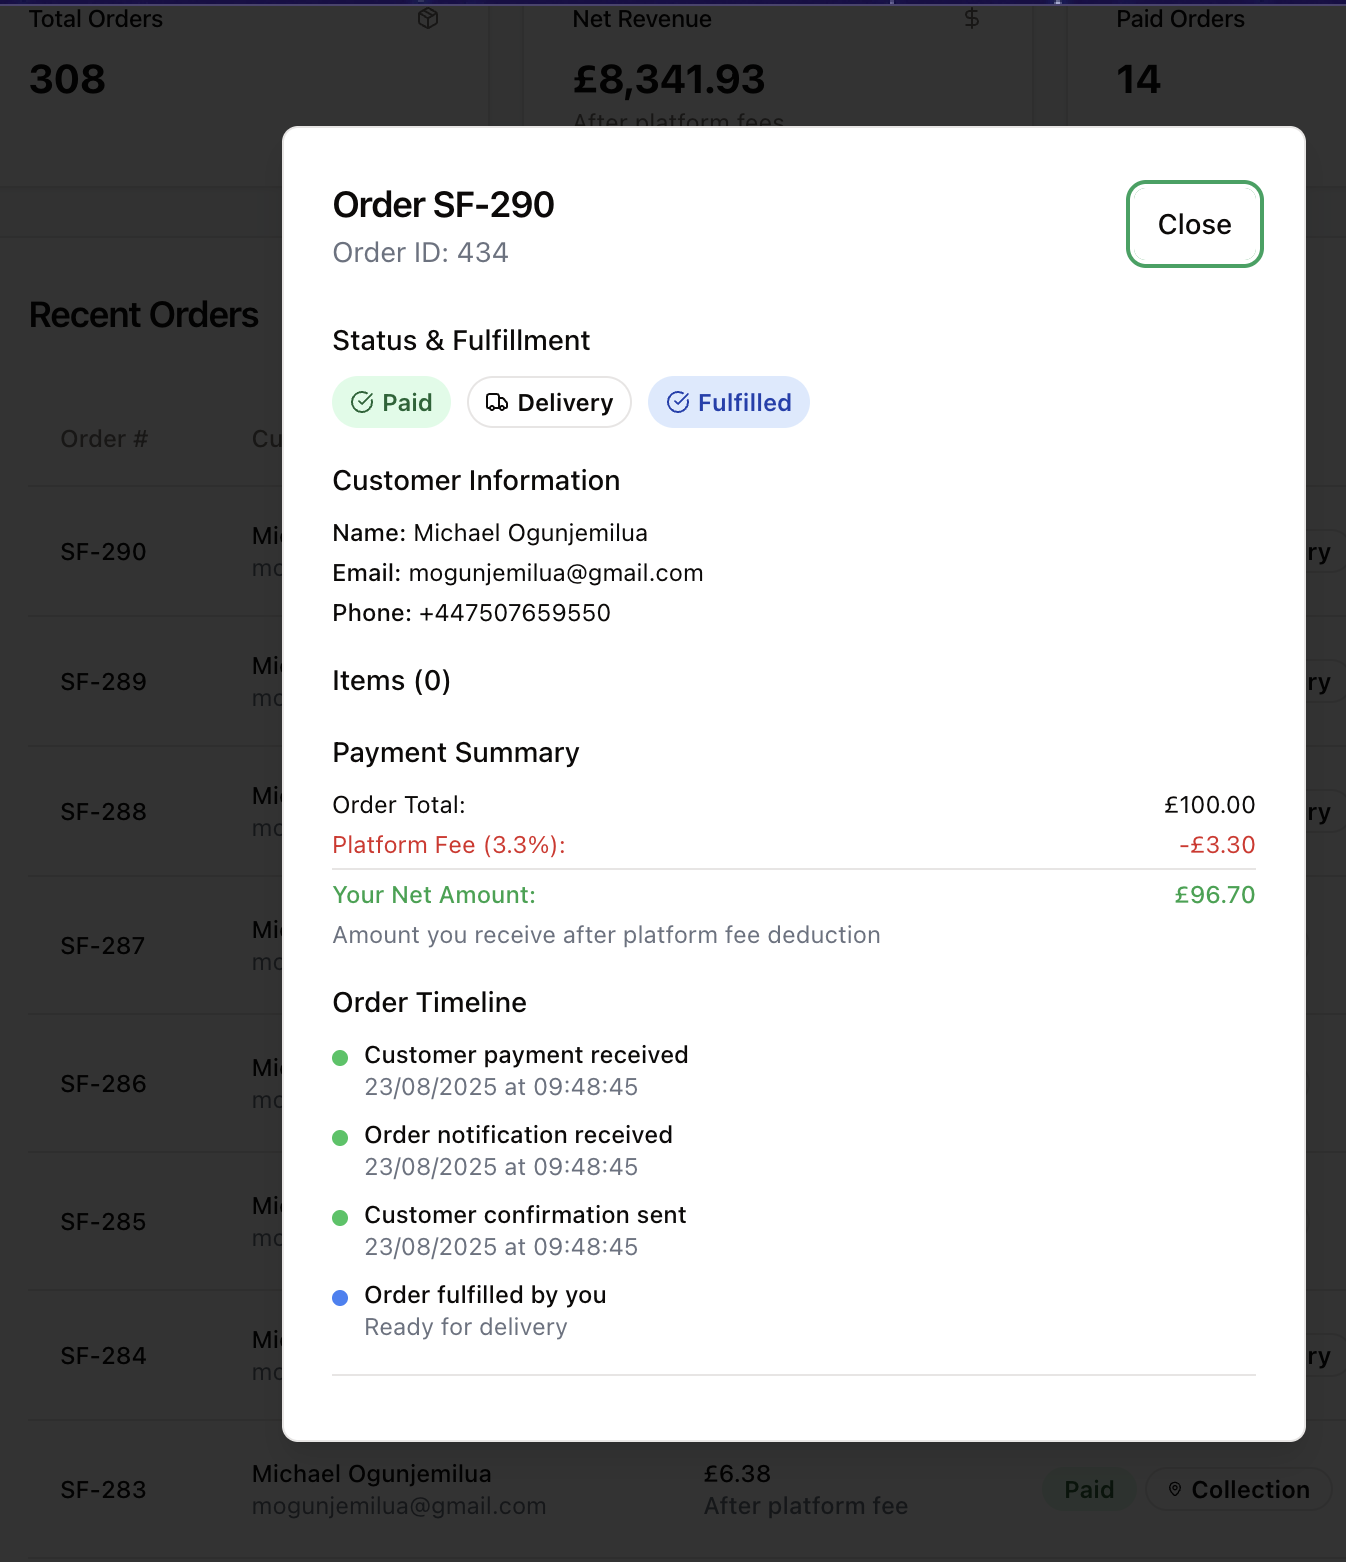 Total Orders
308
Net Revenue
$
£8,341.93
After platform fees
Paid Orders
14
Recent Orders
Order #
Cu
SF-290
Mi
mo
ry
SF-289
Mi
mo
ry
SF-288
Mi
mo
ry
SF-287
Mi
mo
SF-286
Mi
mo
SF-285
Mi
mo
SF-284
Mi
mo
ry
SF-283
Michael Ogunjemilua
mogunjemilua@gmail.com
£6.38
After platform fee
Paid
Collection
Order SF-290
Order ID: 434
Close
Status & Fulfillment
Paid
Delivery
Fulfilled
Customer Information
Name: Michael Ogunjemilua
Email: mogunjemilua@gmail.com
Phone: +447507659550
Items (0)
Payment Summary
Order Total: £100.00
Platform Fee (3.3%): -£3.30
Your Net Amount: £96.70
Amount you receive after platform fee deduction
Order Timeline
Customer payment received
23/08/2025 at 09:48:45
Order notification received
23/08/2025 at 09:48:45
Customer confirmation sent
23/08/2025 at 09:48:45
Order fulfilled by you
Ready for delivery